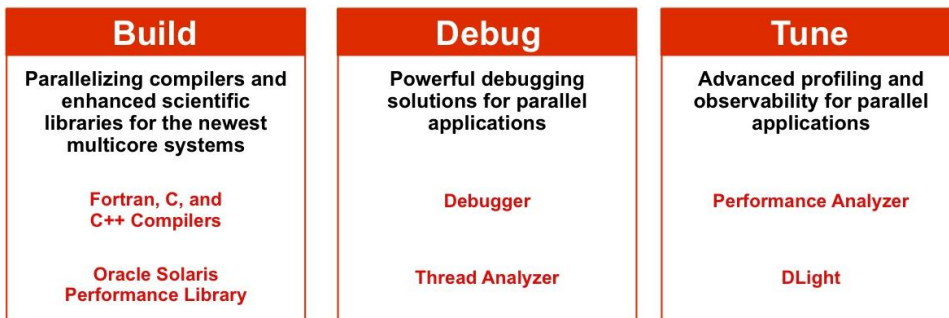 Build
Parallelizing compilers and
enhanced scientific
libraries for the newest
multicore systems
Fortran, C, and
C++ Compilers
Oracle Solaris
Performance Library
Debug
Powerful debugging
solutions for parallel
applications
Debugger
Thread Analyzer
Tune
Advanced profiling and
observability for parallel
applications
Performance Analyzer
DLight